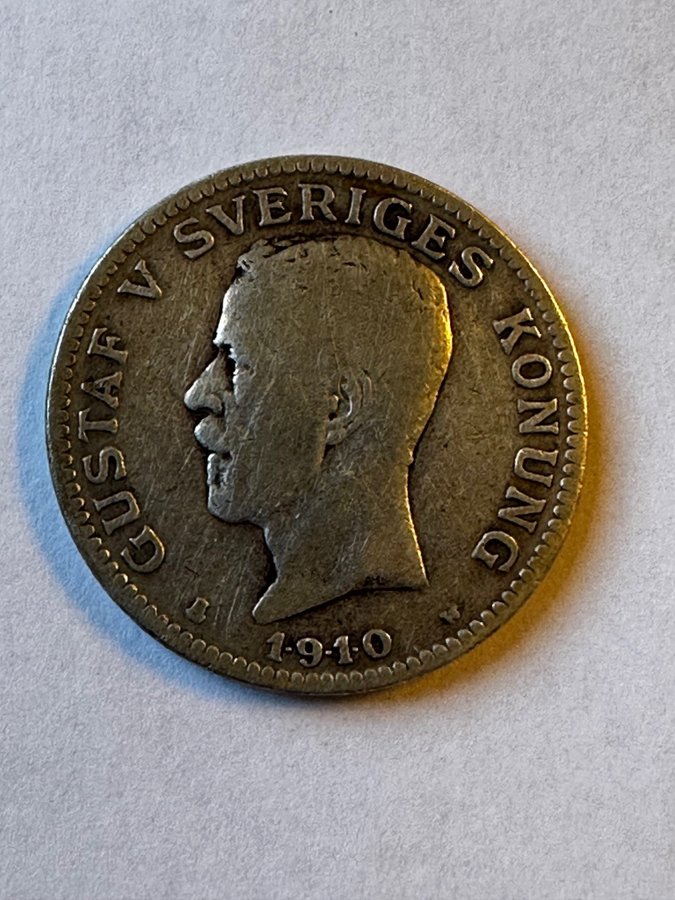 GUSTAF V SVERIGES KONUNG
W
1·9·1·0